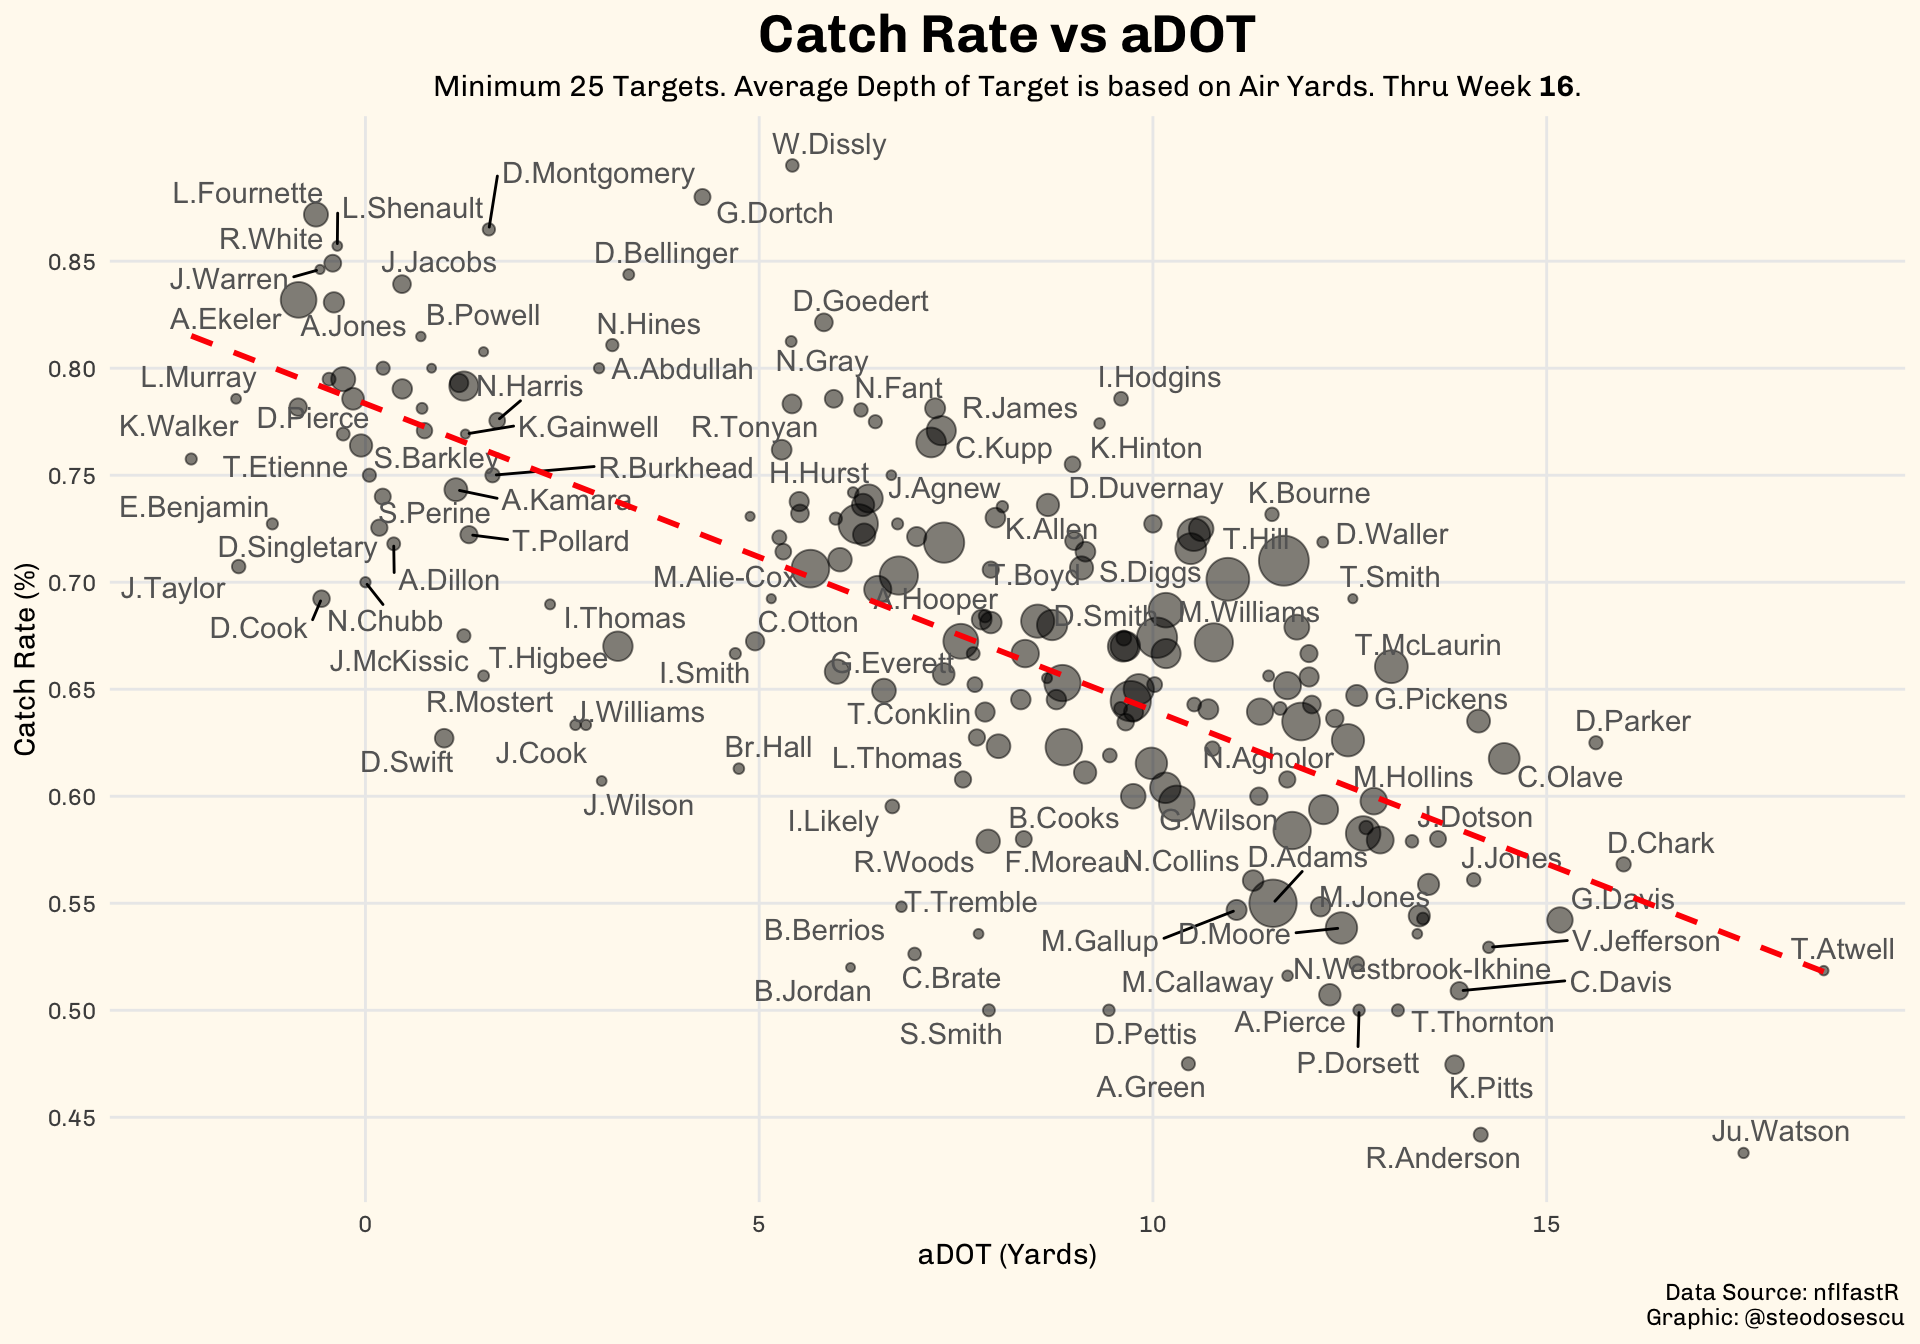 Catch Rate vs aDOT
Minimum 25 Targets. Average Depth of Target is based on Air Yards. Thru Week 16.
W.Dissly
D.Montgomery
L.Fournette
L.Shenault
G.Dortch
R.White
D.Bellinger
J.Jacobs
J.Warren
D.Goedert
A.Ekeler
A.Jones
B.Powell
N.Hines
N.Gray
A.Abdullah
L.Murray
N.Harris
N.Fant
I.Hodgins
R.James
D.Pierce
K.Walker
K.Gainwell
R.Tonyan
C.Kupp
K.Hinton
T.Etienne
S.Barkley
R.Burkhead
H.Hurst
J.Agnew
D.Duvernay
K.Bourne
E.Benjamin
S.Perine
A.Kamara
K.Allen
T.Hill
D.Waller
D.Singletary
T.Pollard
J.Taylor
A.Dillon
M.Alie-Cox
T.Boyd
S.Diggs
T.Smith
D.Cook
N.Chubb
I.Thomas
A.Hooper
C.Otton
D.Smith
M.Williams
J.McKissic
T.Higbee
I.Smith
G.Everett
T.McLaurin
R.Mostert
J.Williams
T.Conklin
G.Pickens
D.Parker
D.Swift
J.Cook
Br.Hall
L.Thomas
N.Agholor
M.Hollins
C.Olave
J.Wilson
I.Likely
B.Cooks
G.Wilson
J.Dotson
D.Chark
R.Woods
F.Moreau
N.Collins
D.Adams
J.Jones
T.Tremble
M.Jones
G.Davis
B.Berrios
M.Gallup
D.Moore
V.Jefferson
T.Atwell
B.Jordan
C.Brate
M.Callaway
N.Westbrook-Ikhine
C.Davis
S.Smith
D.Pettis
A.Pierce
T.Thornton
P.Dorsett
A.Green
K.Pitts
Ju.Watson
R.Anderson
0.85
0.80
0.75
0.70
0.65
0.60
0.55
0.50
0.45
Catch Rate (%)
0
5
10
15
aDOT (Yards)
Data Source: nflfastR
Graphic: @steodosescu